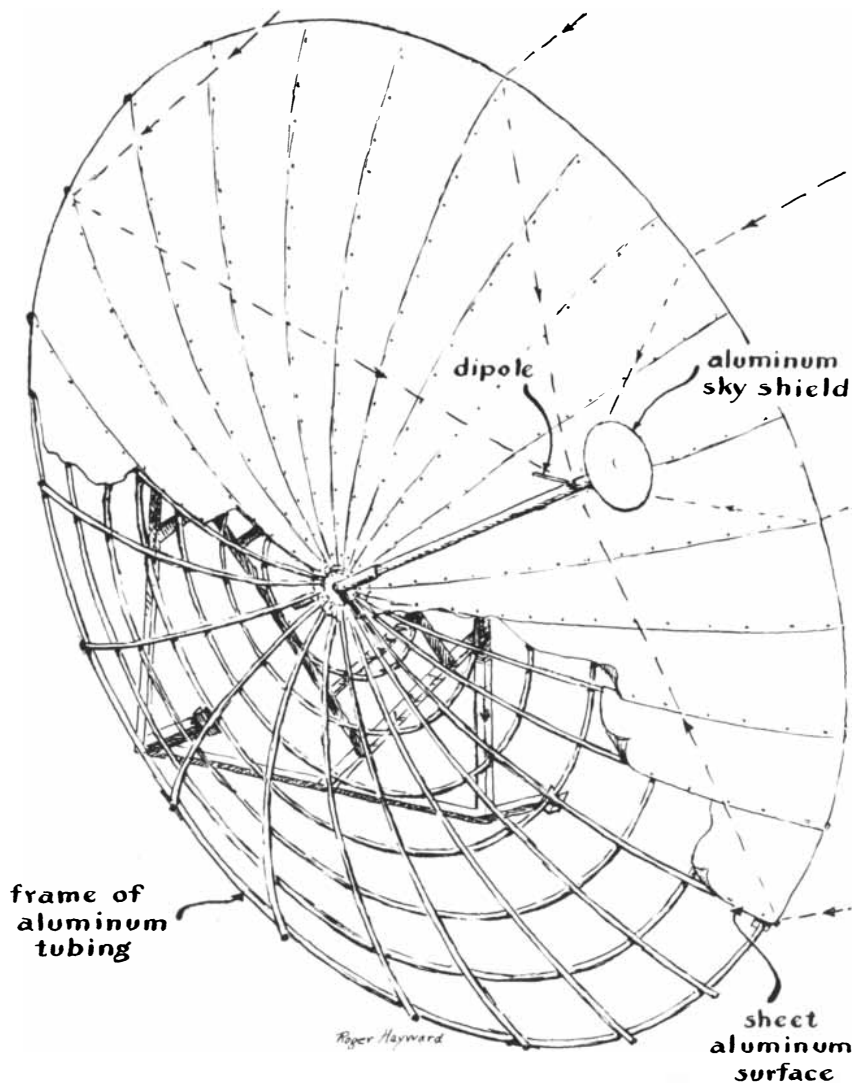 dipole
aluminum
sky shield
frame of
aluminum
tubing
Roger Hayward
sheet
aluminum
surface